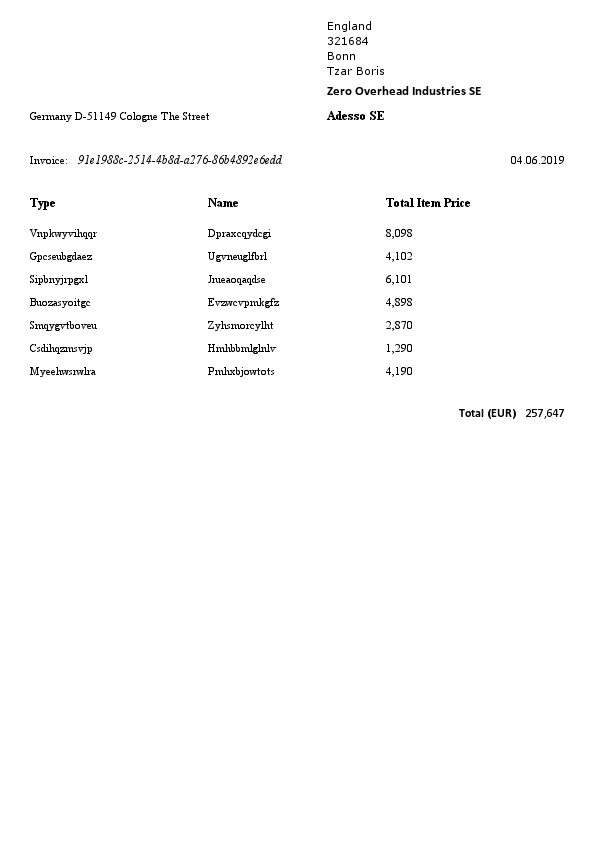 England
321684
Bonn
Tzar Boris
Zero Overhead Industries SE
Germany D-51149 Cologne The Street Adesso SE
Invoice: 91e1988c-2514-4b8d-a276-86b4892e6edd 04.06.2019
Type Name Total Item Price
Vnpkwyvihqqr Dpraxeqydcgi 8,098
Gpcseubgdaez Ugvneuglfbrl 4,102
Sipbnyjrpgxl Jnueaoqaqdse 6,101
Buozasyoitgc Evzwcvpmkgfz 4,898
Smqygvtboveu Zyhsmorcylht 2,870
Csdihqzmsvjp Hmhbbmlglnlv 1,290
Myeehwsrwlra Pmhxbjowtots 4,190
Total (EUR) 257,647